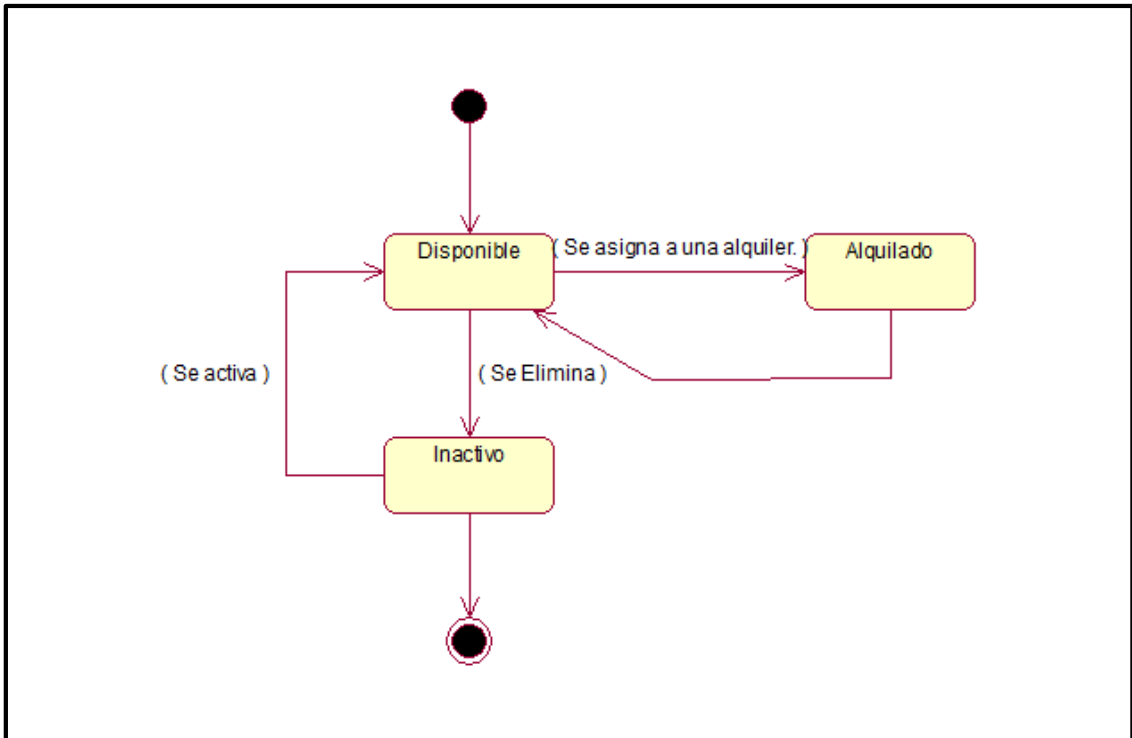 Disponible
( Se asigna a una alquiler. )
Alquilado
( Se activa )
( Se Elimina )
Inactivo